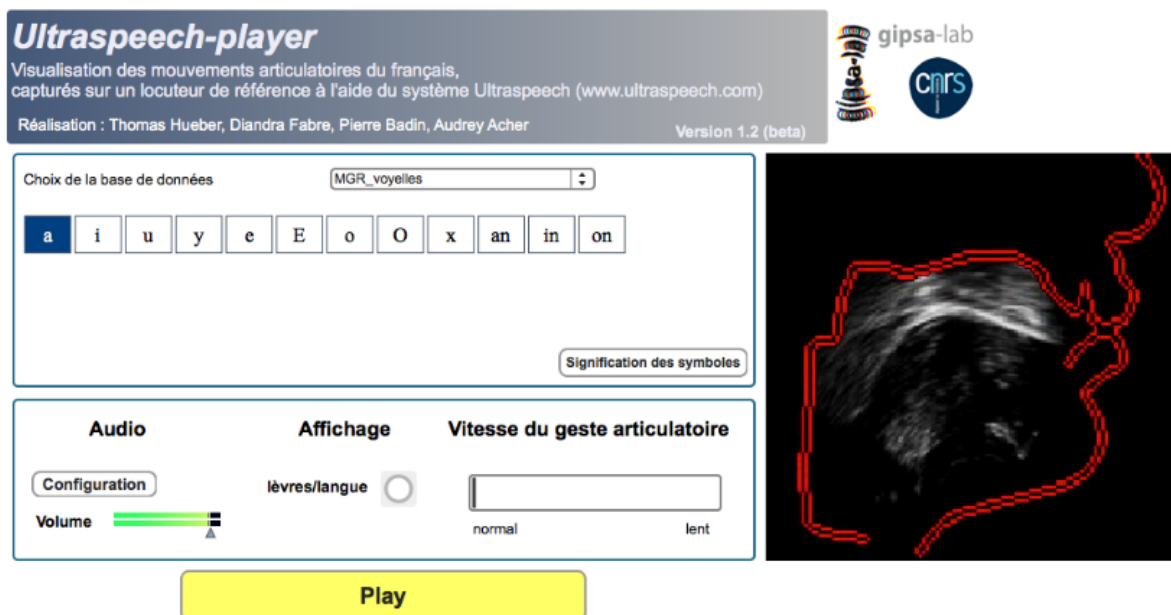 Ultraspeech-player
Visualisation des mouvements articulatoires du français,
capturés sur un locuteur de référence à l'aide du système Ultraspeech (www.ultraspeech.com)
Réalisation : Thomas Hueber, Diandra Fabre, Pierre Badin, Audrey Acher
Version 1.2 (beta)
gipsa-lab
gipsa-lab
cnrs
Choix de la base de données
MGR_voyelles
a i u y e E o O x an in on
Signification des symboles
Audio
Affichage
Vitesse du geste articulatoire
Configuration
lèvres/langue
Volume
normal
lent
Play